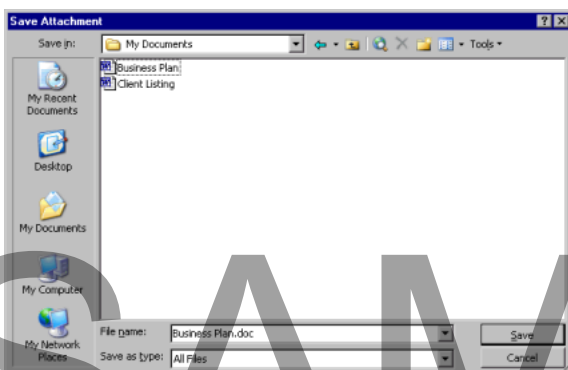 Save Attachment
Save in:
My Documents
Tools
Business Plan
Client Listing
My Recent
Documents
Desktop
My Documents
My Computer
My Network
Places
File name:
Business Plan.doc
Save
Save as type:
All Files
Cancel
SAM